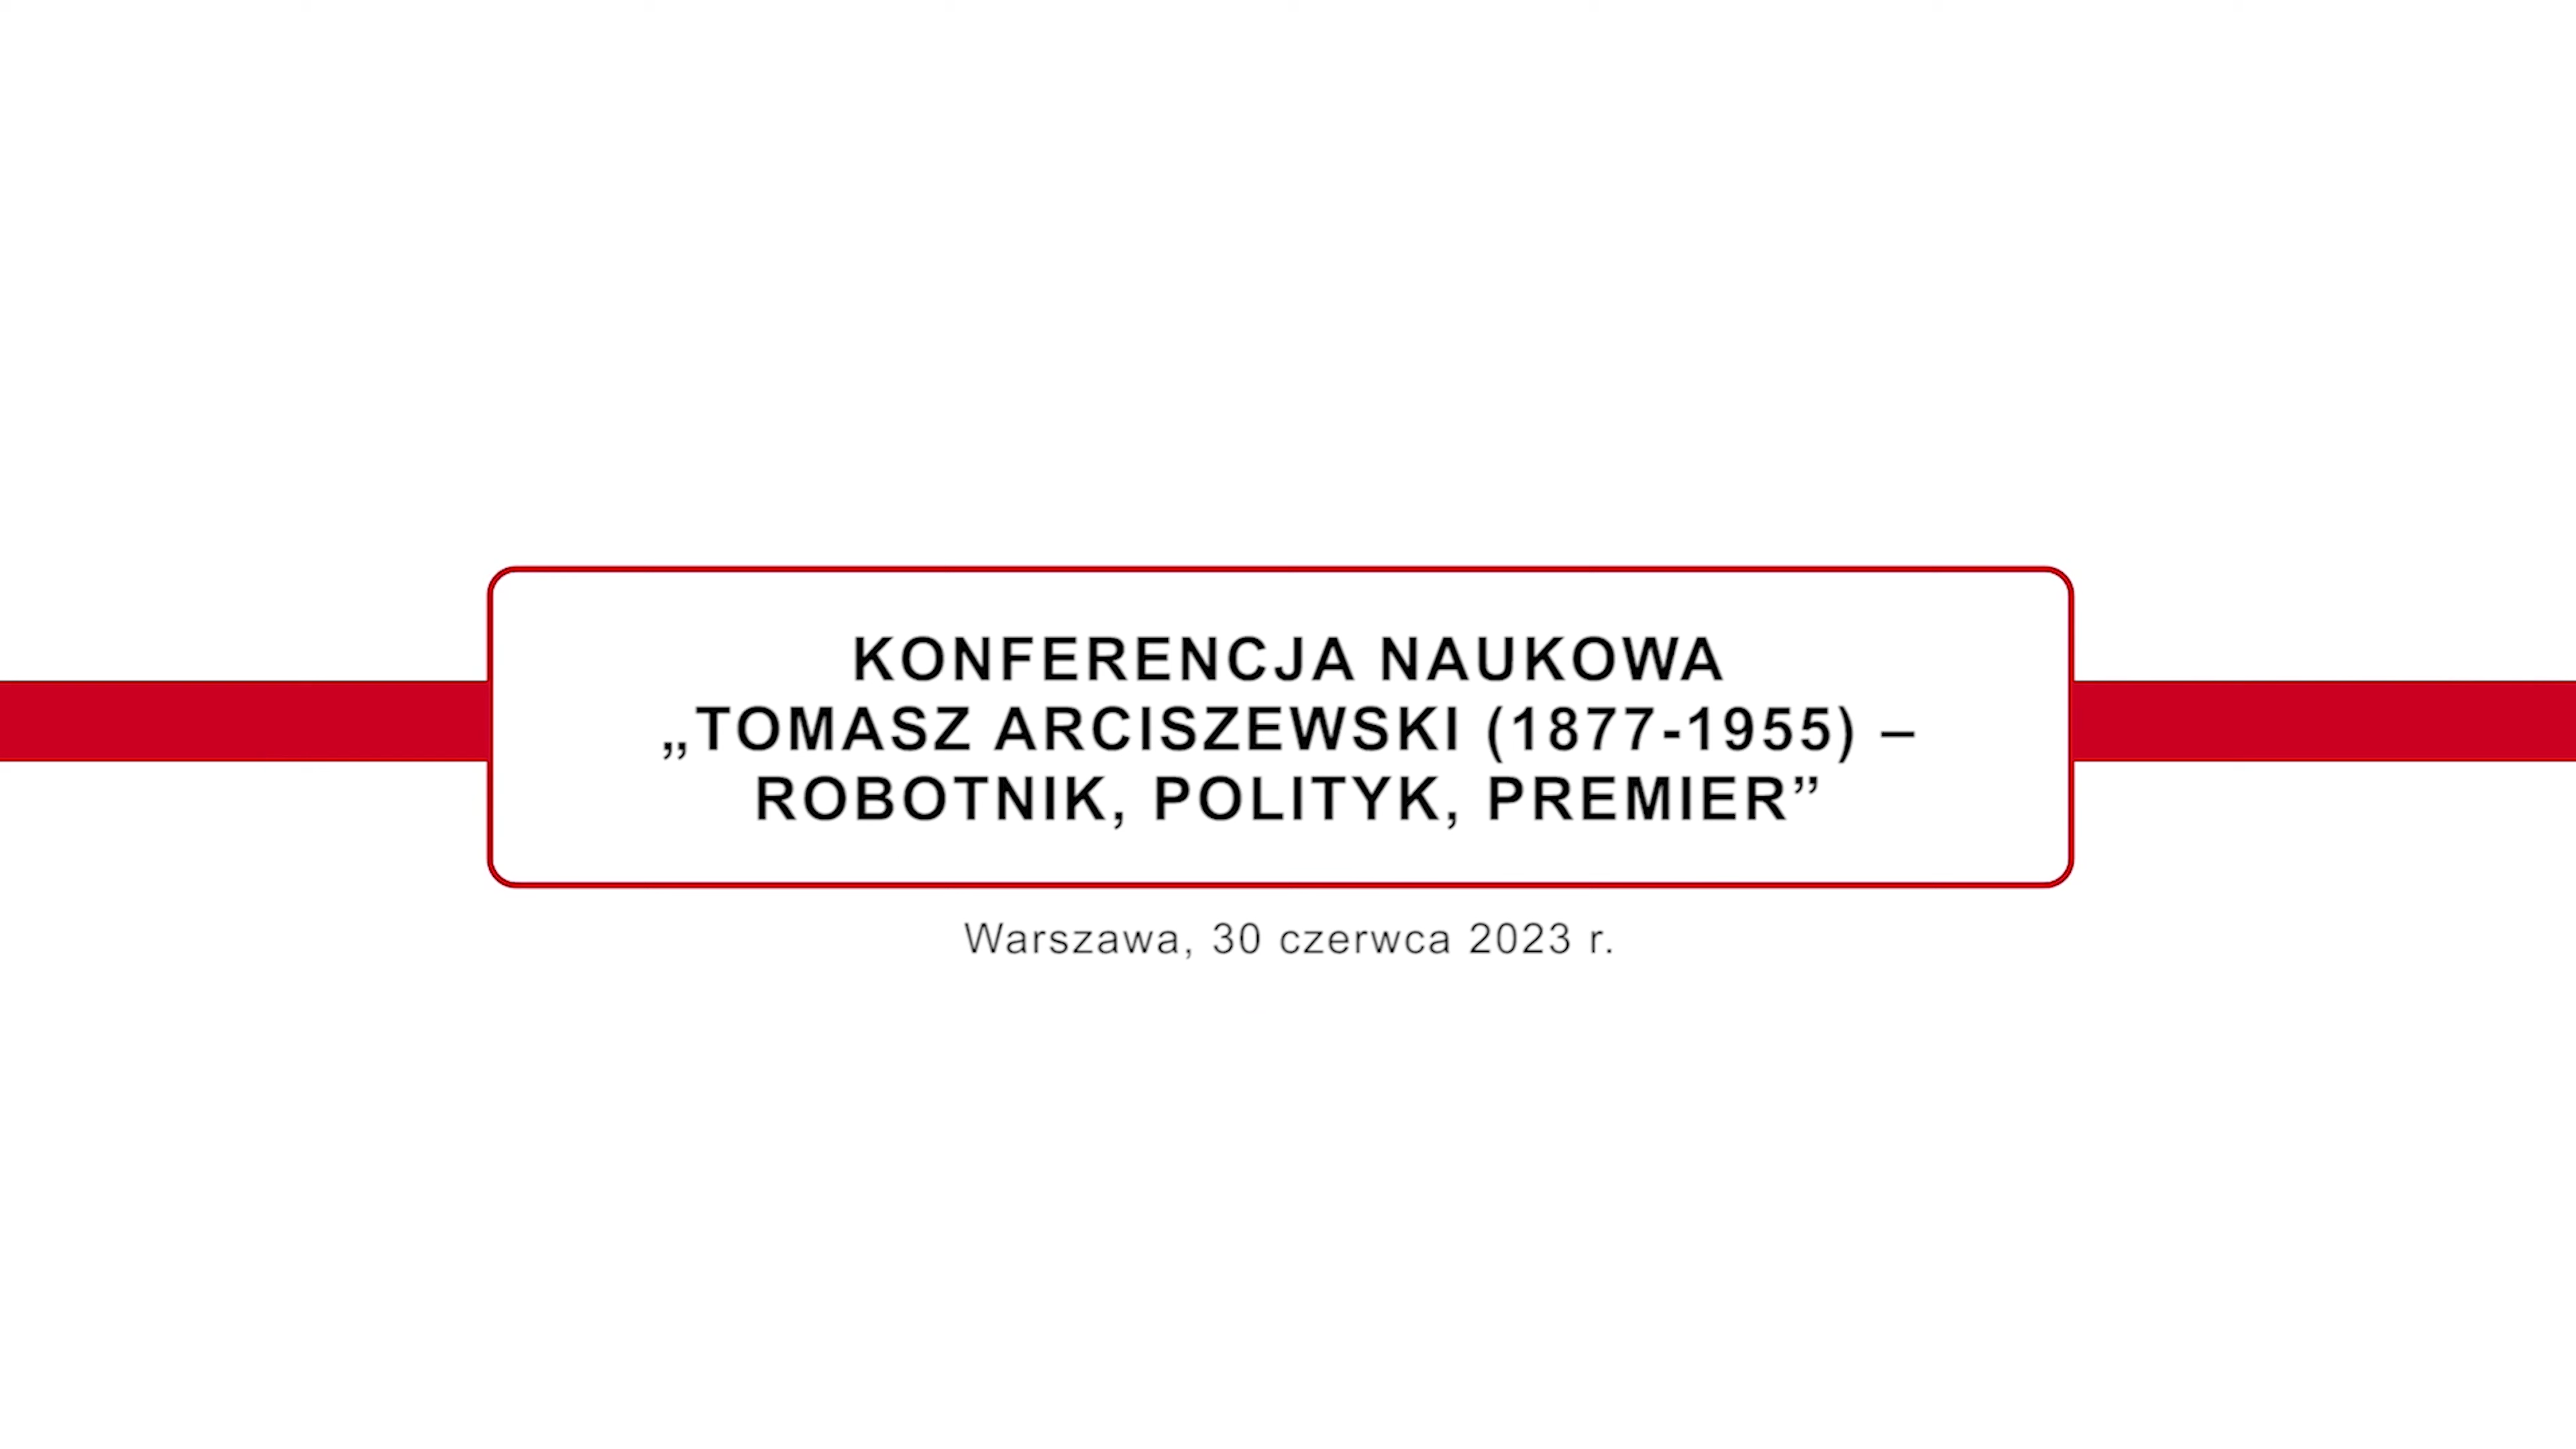 KONFERENCJA NAUKOWA
„TOMASZ ARCISZEWSKI (1877-1955) –
ROBOTNIK, POLITYK, PREMIER”
Warszawa, 30 czerwca 2023 r.